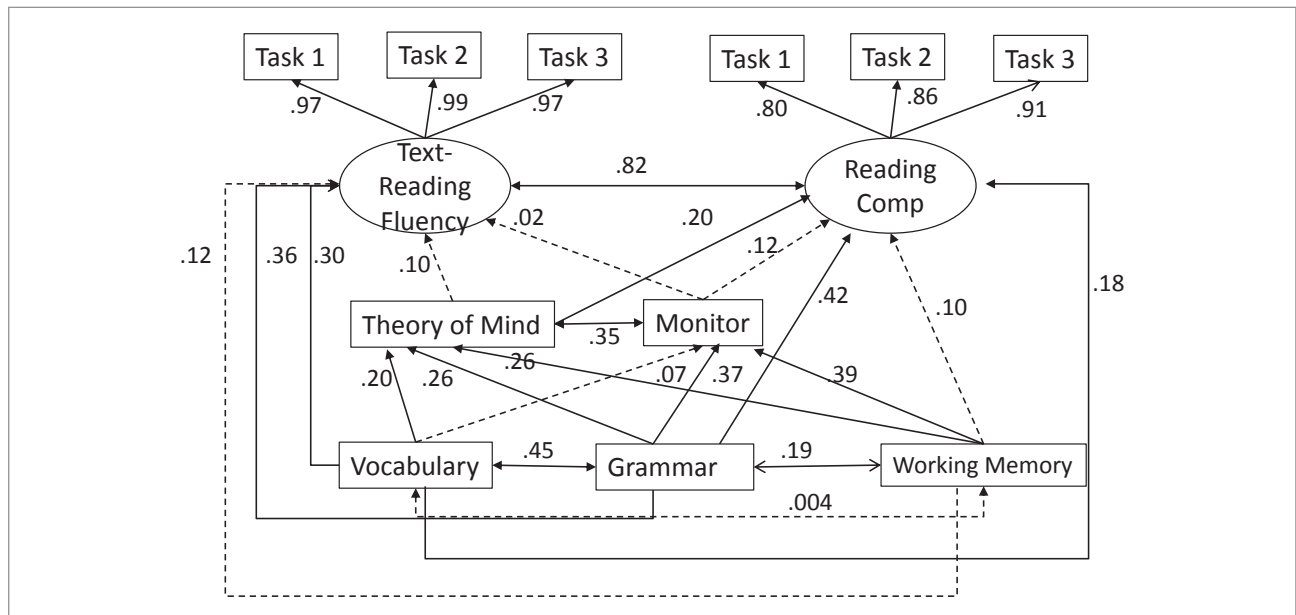 Task 1
Task 2
Task 3
Task 1
Task 2
Task 3
.97
.99
.97
.80
.86
.91
Text-
Reading
Fluency
.82
Reading
Comp
.12
.36
.30
.10
.02
.20
.12
.42
.10
.18
Theory of Mind
.35
Monitor
.20
.26
.26
.07
.37
.39
Vocabulary
.45
Grammar
.19
Working Memory
.004